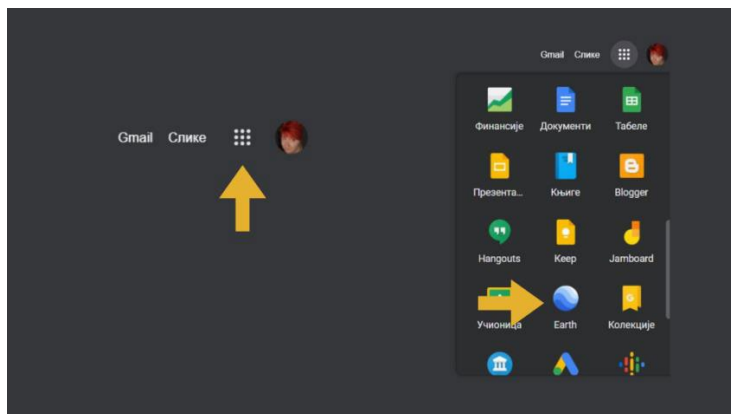 Gmail Слике
Gmail Слике
Финансије Документи Табеле
Презента... Књиге Blogger
Hangouts Keep Jamboard
Учионица Earth Колекције